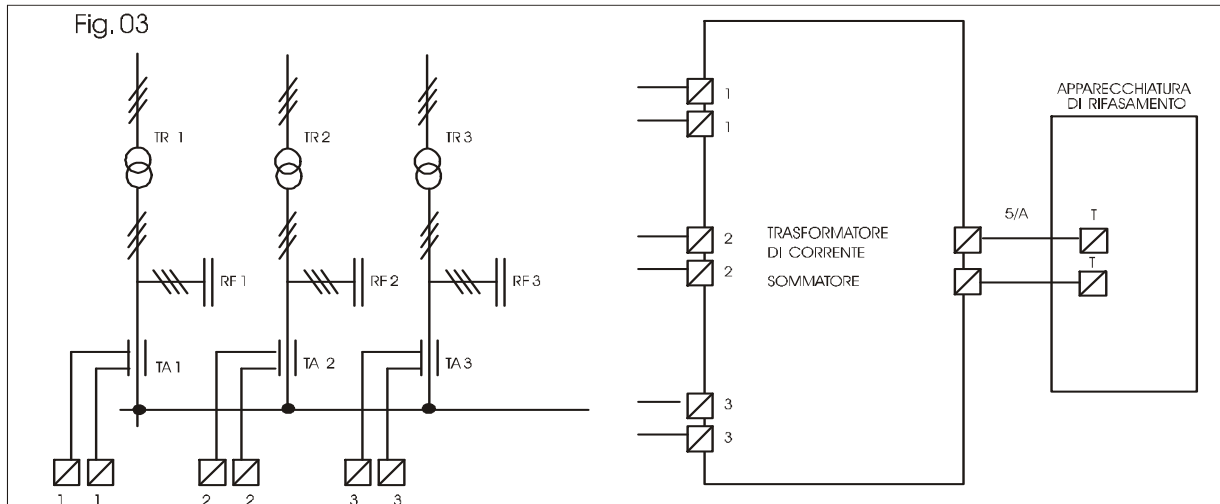 Fig. 03
TR 1
TR 2
TR 3
RF 1
RF 2
RF 3
TA 1
TA 2
TA 3
1
1
2
2
3
3
1
1
2
2
3
3
TRASFORMATORE
DI CORRENTE
SOMMATORE
5/A
APPARECCHIATURA
DI RIFASAMENTO
T
T